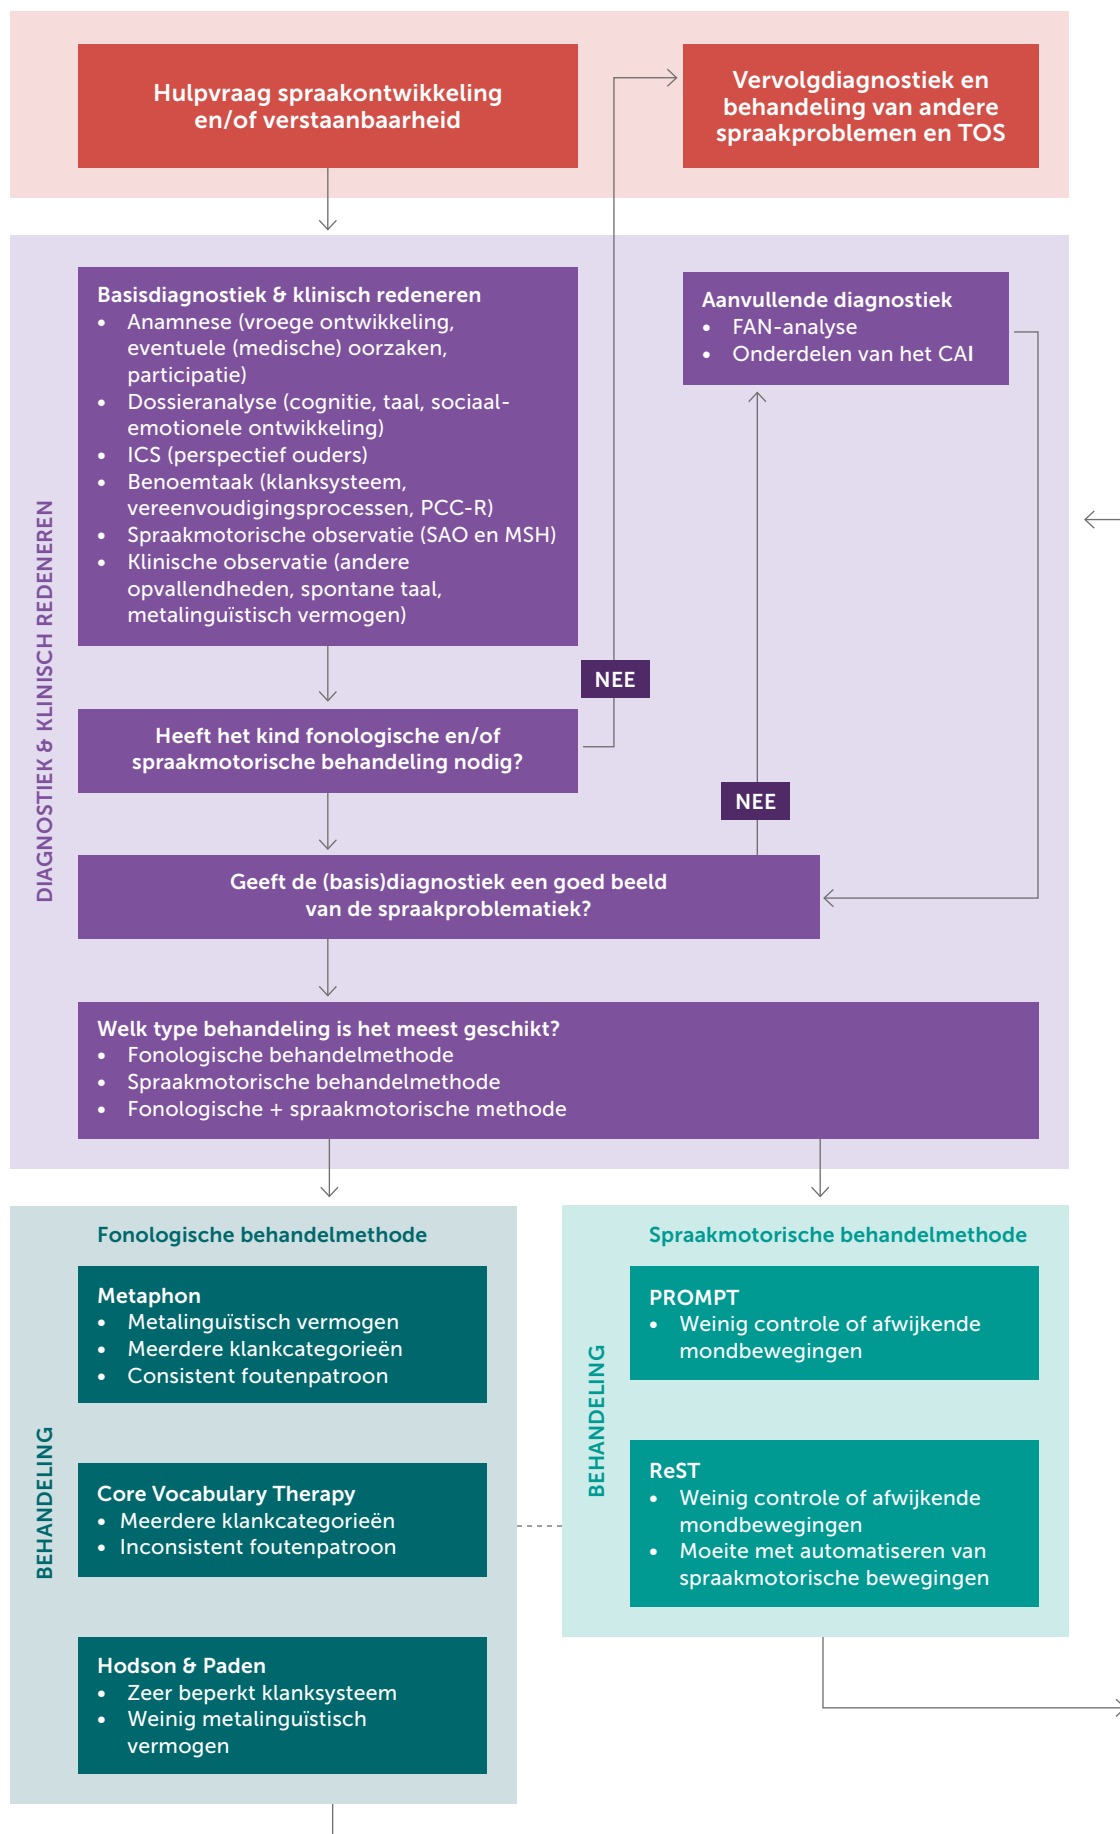 Hulpvraag spraakontwikkeling
en/of verstaanbaarheid
Vervolgdiagnostiek en
behandeling van andere
spraakproblemen en TOS
DIAGNOSTIEK & KLINISCH REDENEREN
Basisdiagnostiek & klinisch redeneren
• Anamnese (vroege ontwikkeling,
eventuele (medische) oorzaken,
participatie)
• Dossieranalyse (cognitie, taal, sociaal-
emotionele ontwikkeling)
• ICS (perspectief ouders)
• Benoemtaak (klanksysteem,
vereenvoudigingsprocessen, PCC-R)
• Spraakmotorische observatie (SAO en MSH)
• Klinische observatie (andere
opvallendheden, spontane taal,
metalinguïstisch vermogen)
Aanvullende diagnostiek
• FAN-analyse
• Onderdelen van het CAI
NEE
Heeft het kind fonologische en/of
spraakmotorische behandeling nodig?
NEE
Geeft de (basis)diagnostiek een goed beeld
van de spraakproblematiek?
Welk type behandeling is het meest geschikt?
• Fonologische behandelmethode
• Spraakmotorische behandelmethode
• Fonologische + spraakmotorische methode
BEHANDELING
Fonologische behandelmethode
Metaphon
• Metalinguïstisch vermogen
• Meerdere klankcategorieën
• Consistent foutenpatroon
Core Vocabulary Therapy
• Meerdere klankcategorieën
• Inconsistent foutenpatroon
Hodson & Paden
• Zeer beperkt klanksysteem
• Weinig metalinguïstisch
vermogen
BEHANDELING
Spraakmotorische behandelmethode
PROMPT
• Weinig controle of afwijkende
mondbewegingen
ReST
• Weinig controle of afwijkende
mondbewegingen
• Moeite met automatiseren van
spraakmotorische bewegingen